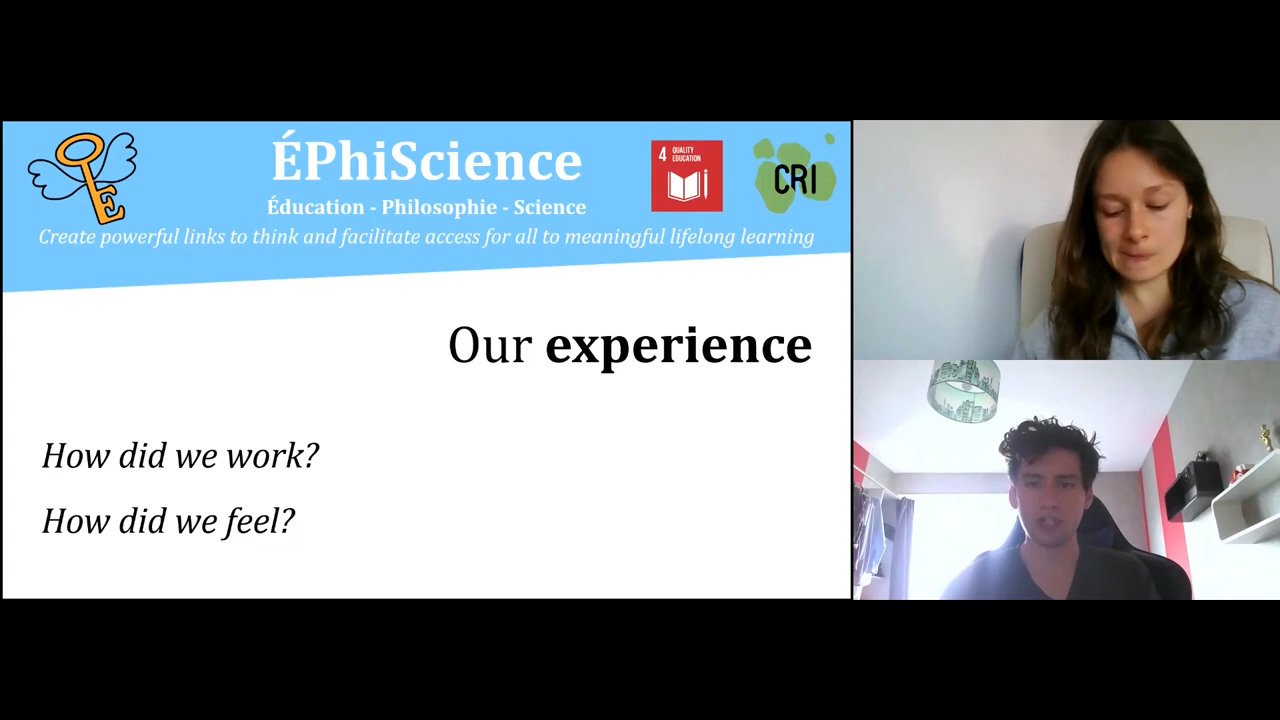 ÉPhiScience
Éducation - Philosophie - Science
Create powerful links to think and facilitate access for all to meaningful lifelong learning
4 QUALITY
EDUCATION
CRI
E
Our experience
How did we work?
How did we feel?